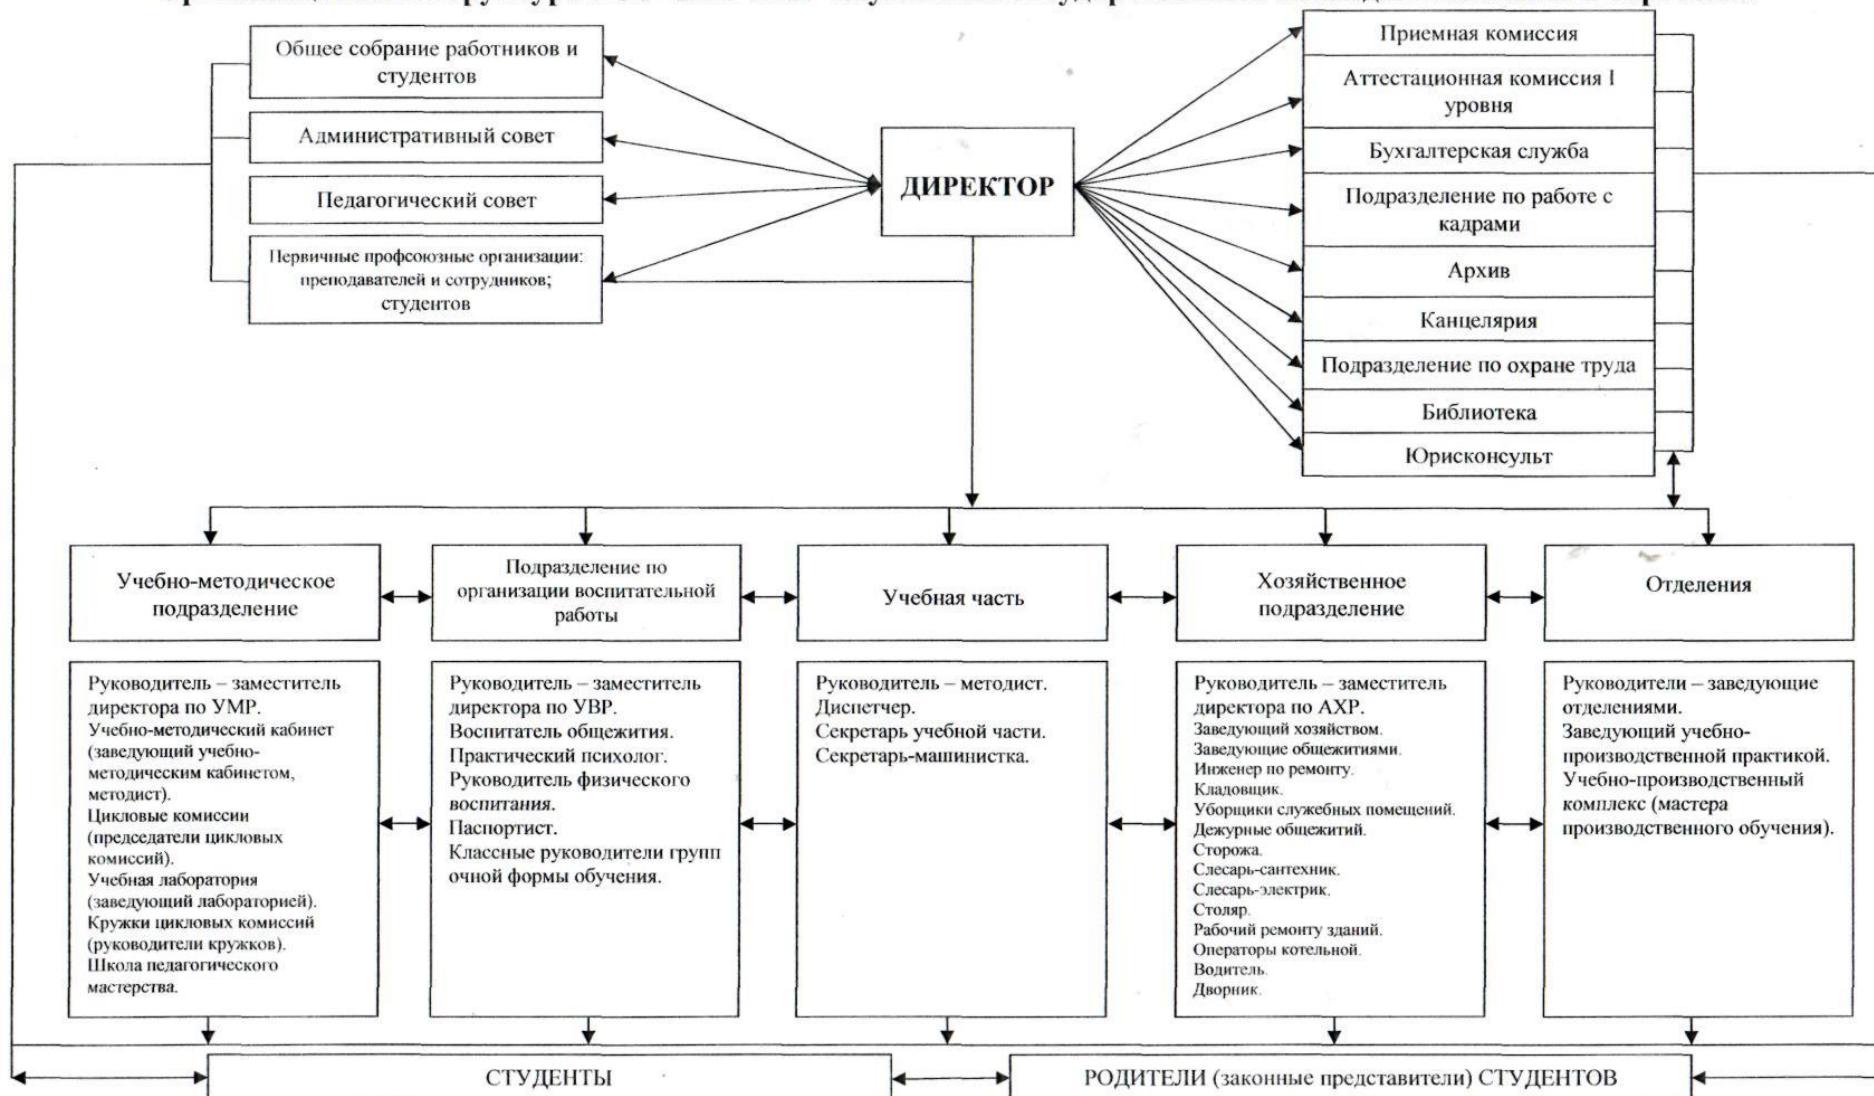 Общее собрание работников и
студентов
Административный совет
Педагогический совет
Первичные профсоюзные организации:
преподавателей и сотрудников;
студентов
ДИРЕКТОР
Приемная комиссия
Аттестационная комиссия I
уровня
Бухгалтерская служба
Подразделение по работе с
кадрами
Архив
Канцелярия
Подразделение по охране труда
Библиотека
Юрисконсульт
Учебно-методическое
подразделение
Подразделение по
организации воспитательной
работы
Учебная часть
Хозяйственное
подразделение
Отделения
Руководитель – заместитель
директора по УМР.
Учебно-методический кабинет
(заведующий учебно-
методическим кабинетом,
методист).
Цикловые комиссии
(председатели цикловых
комиссий).
Учебная лаборатория
(заведующий лабораторией).
Кружки цикловых комиссий
(руководители кружков).
Школа педагогического
мастерства.
Руководитель – заместитель
директора по УВР.
Воспитатель общежития.
Практический психолог.
Руководитель физического
воспитания.
Паспортист.
Классные руководители групп
очной формы обучения.
Руководитель – методист.
Диспетчер.
Секретарь учебной части.
Секретарь-машинистка.
Руководитель – заместитель
директора по АХР.
Заведующий хозяйством.
Заведующие общежитиями.
Инженер по ремонту.
Кладовщик.
Уборщики служебных помещений.
Дежурные общежитий.
Сторожа.
Слесарь-сантехник.
Слесарь-электрик.
Столяр.
Рабочий ремонту зданий.
Операторы котельной.
Водитель.
Дворник.
Руководители – заведующие
отделениями.
Заведующий учебно-
производственной практикой.
Учебно-производственный
комплекс (мастера
производственного обучения).
СТУДЕНТЫ
РОДИТЕЛИ (законные представители) СТУДЕНТОВ